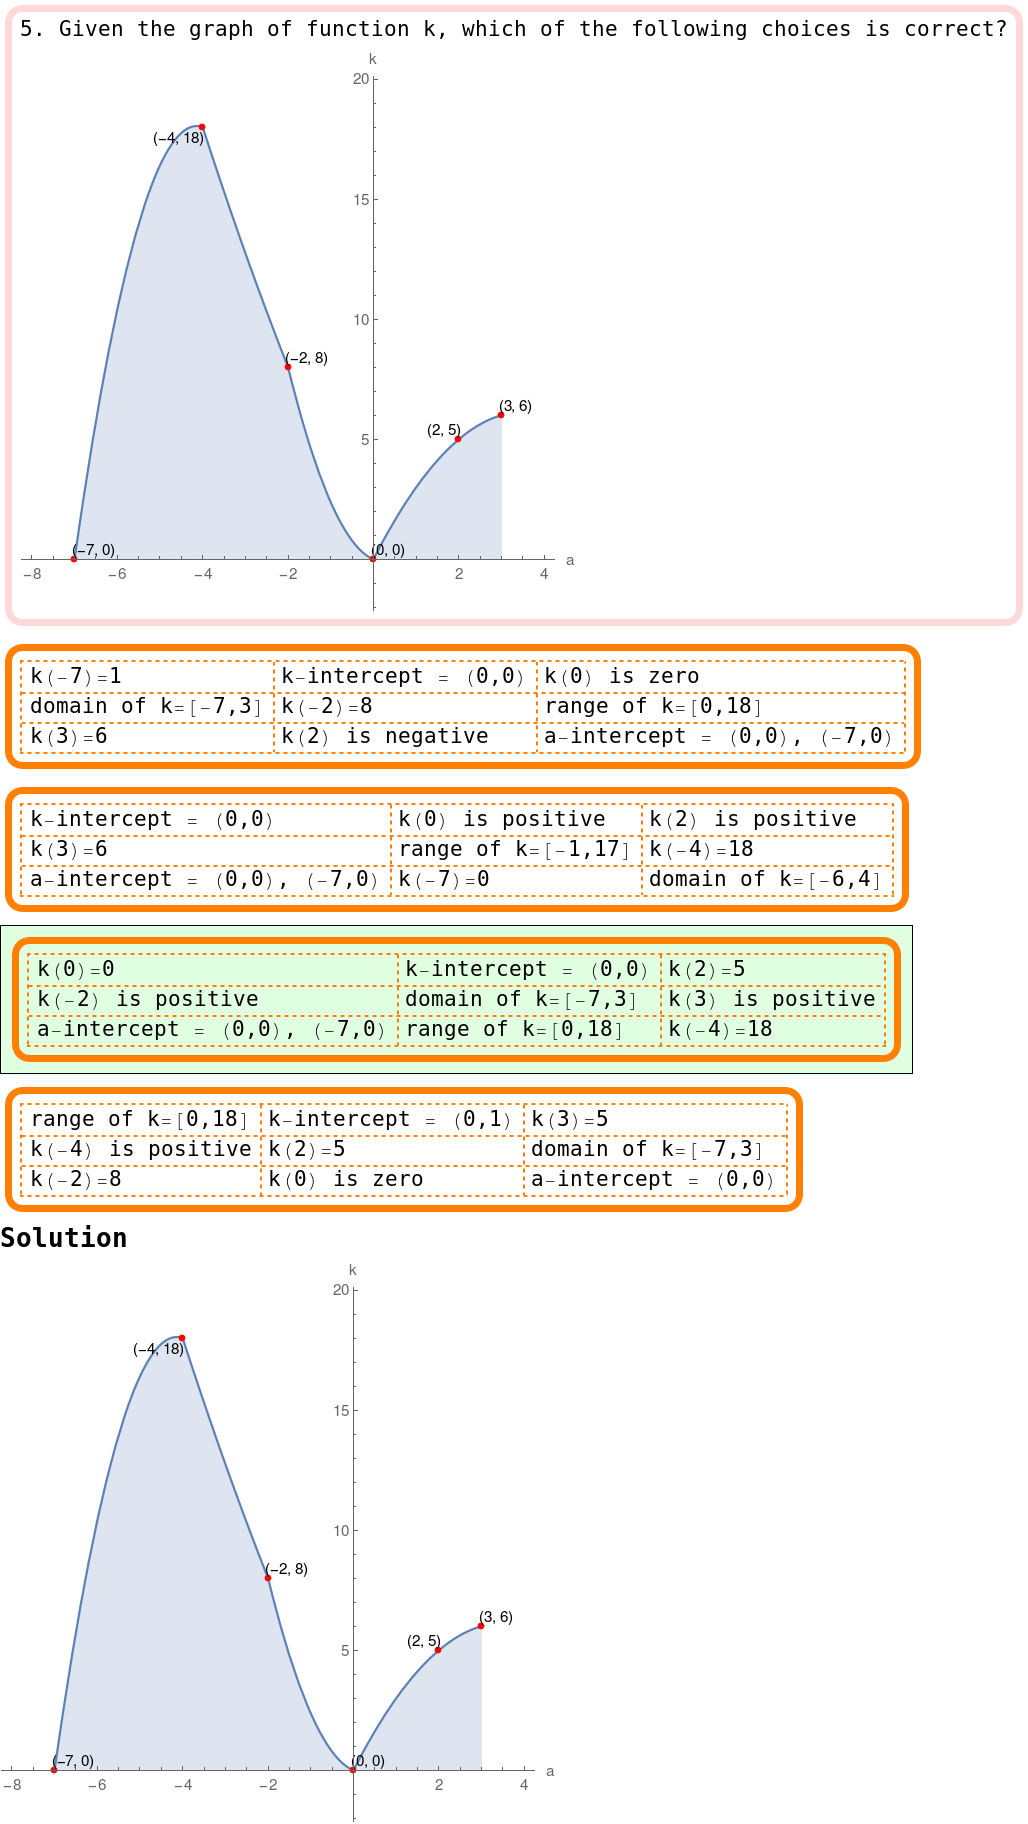 5. Given the graph of function k, which of the following choices is correct?
k
20
(−4, 18)
15
10
(−2, 8)
(3, 6)
(2, 5)
5
(−7, 0) (0, 0)
−8 −6 −4 −2 2 4 a
k(-7)=1 k-intercept = (0,0) k(0) is zero
domain of k=[-7,3] k(-2)=8 range of k=[0,18]
k(3)=6 k(2) is negative a-intercept = (0,0), (-7,0)
k-intercept = (0,0) k(0) is positive k(2) is positive
k(3)=6 range of k=[-1,17] k(-4)=18
a-intercept = (0,0), (-7,0) k(-7)=0 domain of k=[-6,4]
k(0)=0 k-intercept = (0,0) k(2)=5
k(-2) is positive domain of k=[-7,3] k(3) is positive
a-intercept = (0,0), (-7,0) range of k=[0,18] k(-4)=18
range of k=[0,18] k-intercept = (0,1) k(3)=5
k(-4) is positive k(2)=5 domain of k=[-7,3]
k(-2)=8 k(0) is zero a-intercept = (0,0)
Solution
k
20
(−4, 18)
15
10
(−2, 8)
(3, 6)
(2, 5)
5
(−7, 0) (0, 0)
−8 −6 −4 −2 2 4 a